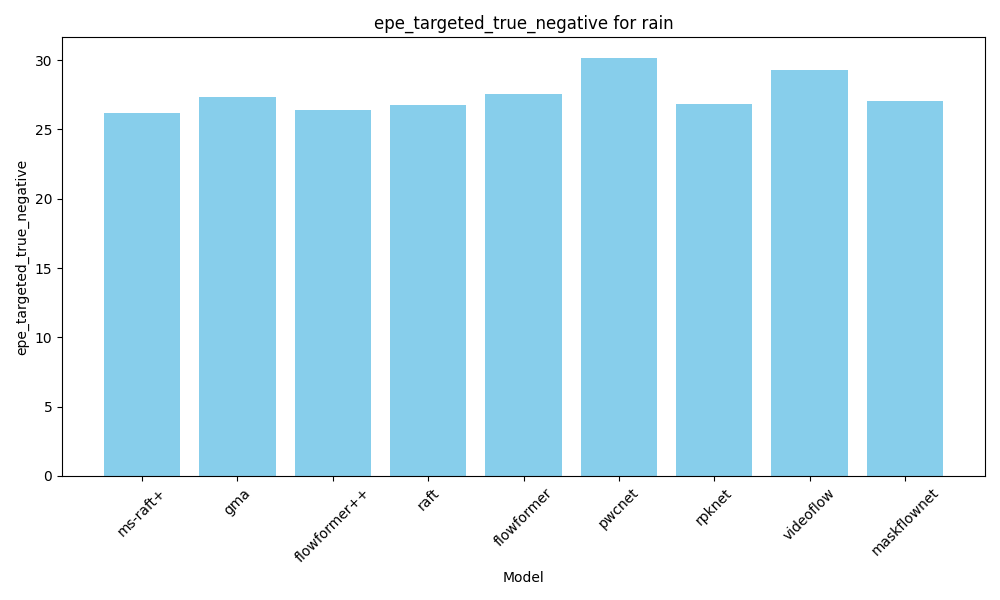 epe_targeted_true_negative for rain
epe_targeted_true_negative
30
25
20
15
10
5
0
ms-raft+
gma
flowformer++
raft
flowformer
pwcnet
rpknet
videoflow
maskflownet
Model